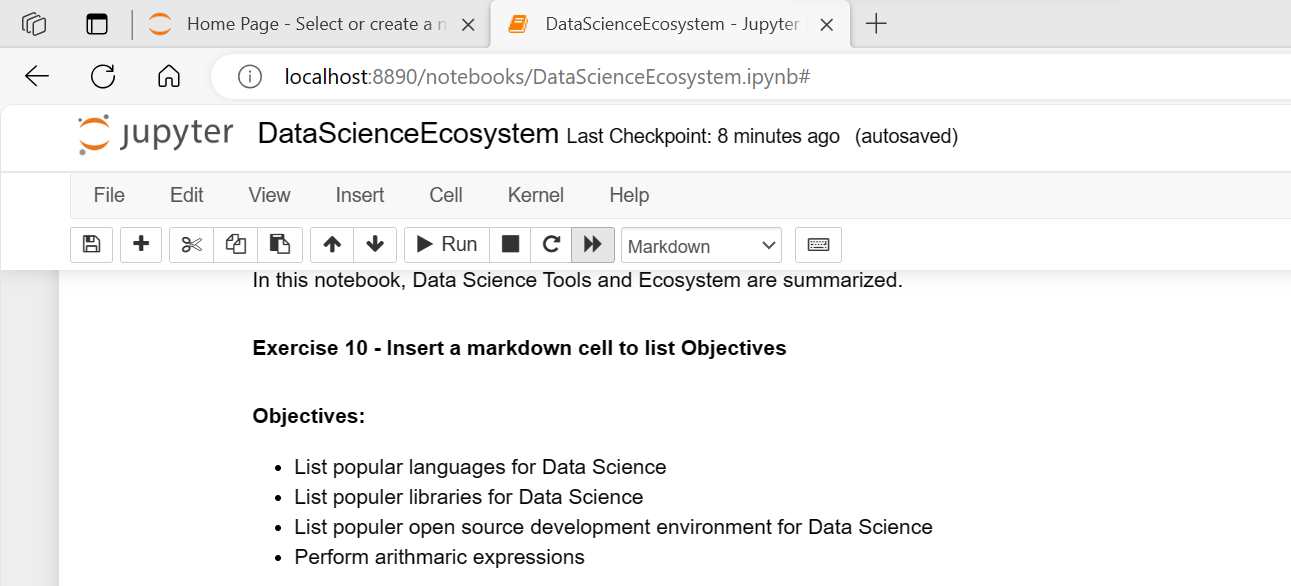 Home Page - Select or create a n
DataScienceEcosystem - Jupyter
localhost:8890/notebooks/DataScienceEcosystem.ipynb#
jupyter DataScienceEcosystem Last Checkpoint: 8 minutes ago (autosaved)
File Edit View Insert Cell Kernel Help
Run Markdown
In this notebook, Data Science Tools and Ecosystem are summarized.
Exercise 10 - Insert a markdown cell to list Objectives
Objectives:
• List popular languages for Data Science
• List populer libraries for Data Science
• List populer open source development environment for Data Science
• Perform arithmaric expressions